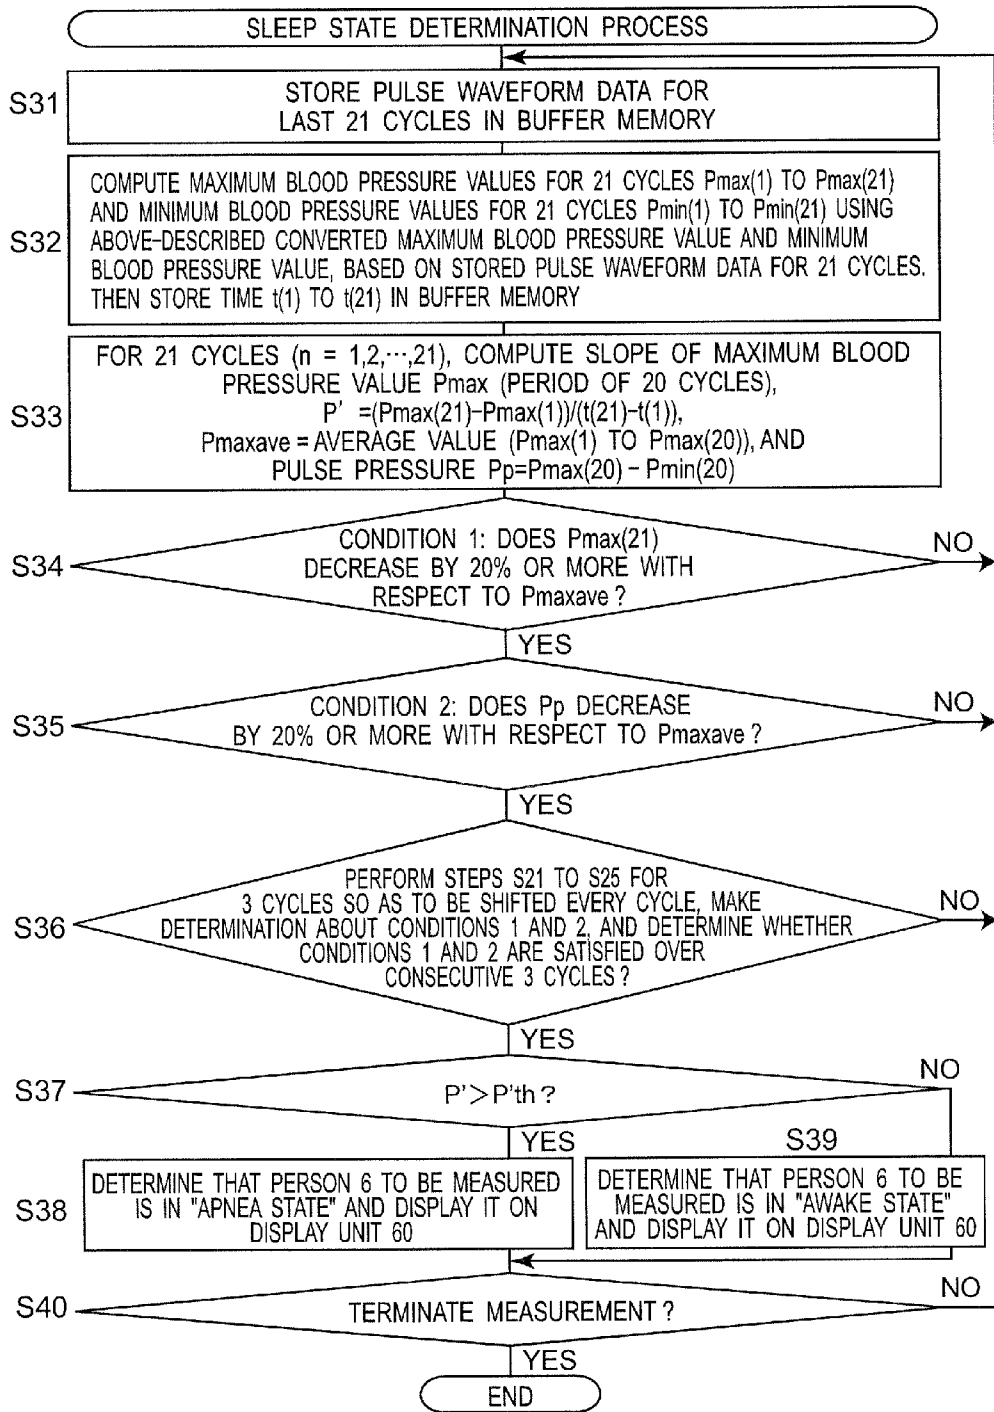 SLEEP STATE DETERMINATION PROCESS
S31
STORE PULSE WAVEFORM DATA FOR
LAST 21 CYCLES IN BUFFER MEMORY
S32
COMPUTE MAXIMUM BLOOD PRESSURE VALUES FOR 21 CYCLES Pmax(1) TO Pmax(21)
AND MINIMUM BLOOD PRESSURE VALUES FOR 21 CYCLES Pmin(1) TO Pmin(21) USING
ABOVE-DESCRIBED CONVERTED MAXIMUM BLOOD PRESSURE VALUE AND MINIMUM
BLOOD PRESSURE VALUE, BASED ON STORED PULSE WAVEFORM DATA FOR 21 CYCLES.
THEN STORE TIME t(1) TO t(21) IN BUFFER MEMORY
S33
FOR 21 CYCLES (n = 1,2,⋯,21), COMPUTE SLOPE OF MAXIMUM BLOOD
PRESSURE VALUE Pmax (PERIOD OF 20 CYCLES),
P' =(Pmax(21)-Pmax(1))/(t(21)-t(1)),
Pmaxave = AVERAGE VALUE (Pmax(1) TO Pmax(20)), AND
PULSE PRESSURE Pp=Pmax(20) - Pmin(20)
S34
CONDITION 1: DOES Pmax(21)
DECREASE BY 20% OR MORE WITH
RESPECT TO Pmaxave ?
NO
YES
S35
CONDITION 2: DOES Pp DECREASE
BY 20% OR MORE WITH RESPECT TO Pmaxave ?
NO
YES
S36
PERFORM STEPS S21 TO S25 FOR
3 CYCLES SO AS TO BE SHIFTED EVERY CYCLE, MAKE
DETERMINATION ABOUT CONDITIONS 1 AND 2, AND DETERMINE WHETHER
CONDITIONS 1 AND 2 ARE SATISFIED OVER
CONSECUTIVE 3 CYCLES ?
NO
YES
S37
P' > P'th ?
NO
YES
S38
DETERMINE THAT PERSON 6 TO BE MEASURED
IS IN "APNEA STATE" AND DISPLAY IT ON
DISPLAY UNIT 60
S39
DETERMINE THAT PERSON 6 TO BE
MEASURED IS IN "AWAKE STATE"
AND DISPLAY IT ON DISPLAY UNIT 60
S40
TERMINATE MEASUREMENT ?
NO
YES
END